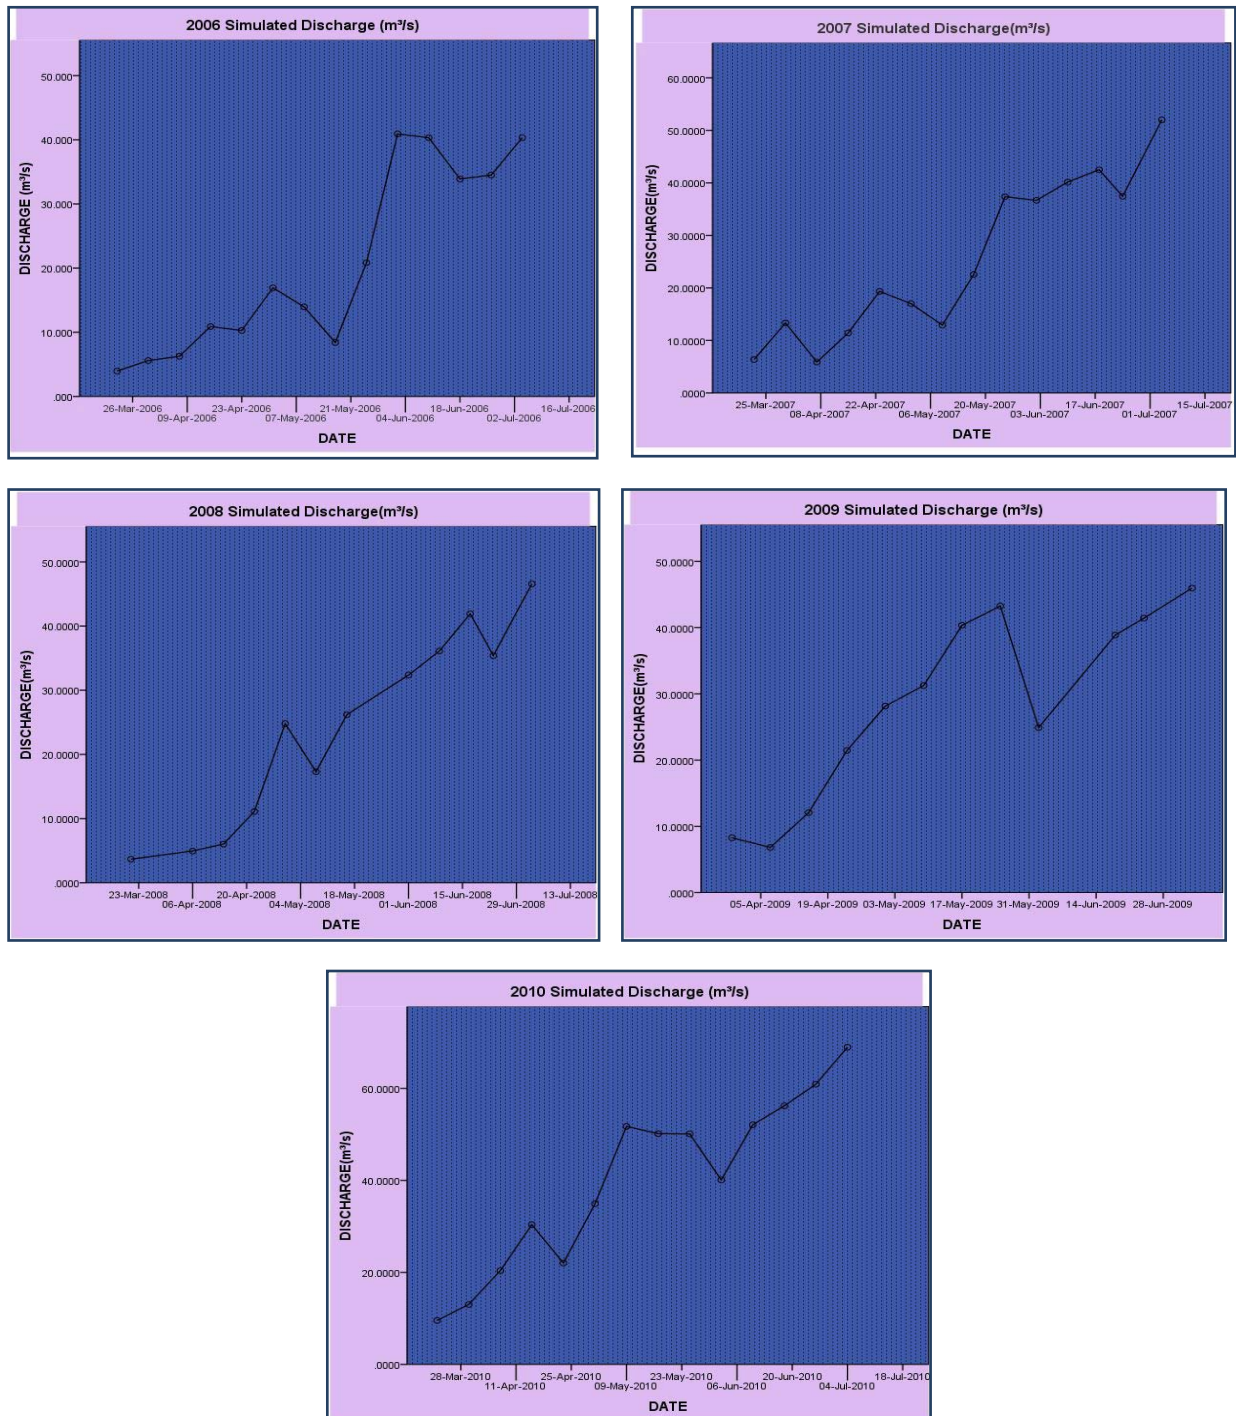 2006 Simulated Discharge (m³/s)
DISCHARGE (m³/s)
50.000
40.000
30.000
20.000
10.000
.000
26-Mar-2006
09-Apr-2006
23-Apr-2006
07-May-2006
21-May-2006
04-Jun-2006
18-Jun-2006
02-Jul-2006
16-Jul-2006
DATE
2007 Simulated Discharge(m³/s)
DISCHARGE(m³/s)
60.0000
50.0000
40.0000
30.0000
20.0000
10.0000
.0000
25-Mar-2007
08-Apr-2007
22-Apr-2007
06-May-2007
20-May-2007
03-Jun-2007
17-Jun-2007
01-Jul-2007
15-Jul-2007
DATE
2008 Simulated Discharge(m³/s)
DISCHARGE(m³/s)
50.0000
40.0000
30.0000
20.0000
10.0000
.0000
23-Mar-2008
06-Apr-2008
20-Apr-2008
04-May-2008
18-May-2008
01-Jun-2008
15-Jun-2008
29-Jun-2008
13-Jul-2008
DATE
2009 Simulated Discharge (m³/s)
DISCHARGE(m³/s)
50.0000
40.0000
30.0000
20.0000
10.0000
.0000
05-Apr-2009
19-Apr-2009
03-May-2009
17-May-2009
31-May-2009
14-Jun-2009
28-Jun-2009
DATE
2010 Simulated Discharge (m³/s)
DISCHARGE(m³/s)
60.0000
40.0000
20.0000
.0000
28-Mar-2010
11-Apr-2010
25-Apr-2010
09-May-2010
23-May-2010
06-Jun-2010
20-Jun-2010
04-Jul-2010
18-Jul-2010
DATE